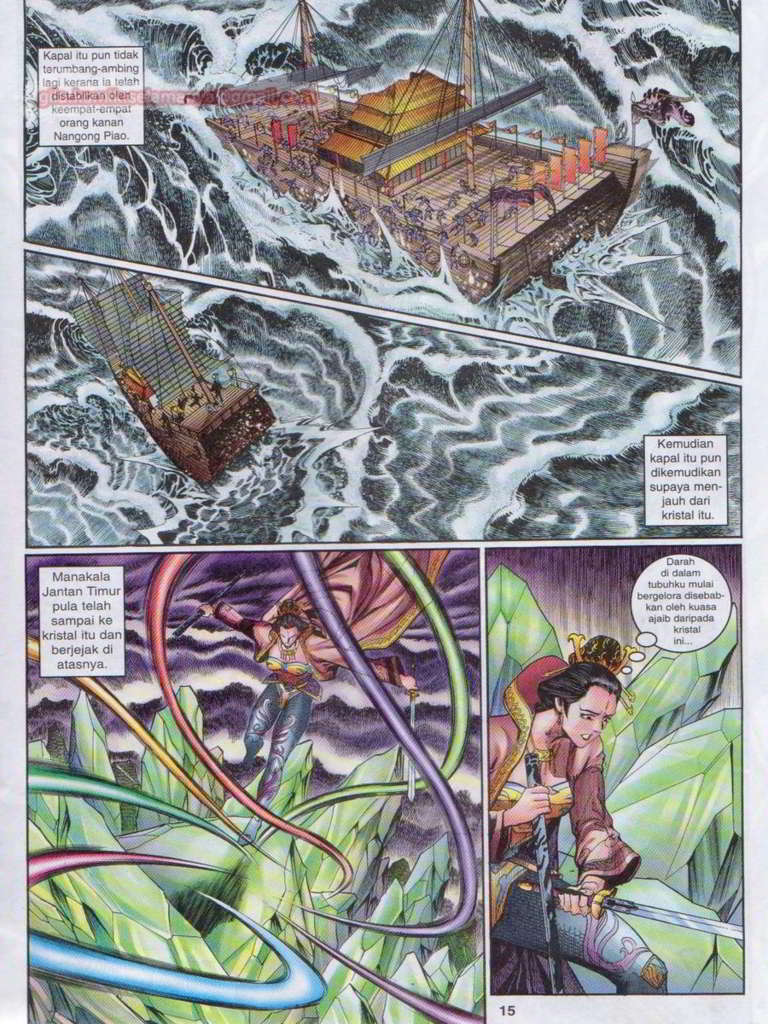 Kapal itu pun tidak
terumbang-ambing
lagi kerana ia telah
distabilkan oleh
keempat-empat
orang kanan
Nangong Piao.
Kemudian
kapal itu pun
dikemudikan
supaya men-
jauh dari
kristal itu.
Manakala
Jantan Timur
pula telah
sampai ke
kristal itu dan
berjejak di
atasnya.
Darah
di dalam
tubuhku mulai
bergelora disebab-
kan oleh kuasa
ajaib daripada
kristal
ini...
15